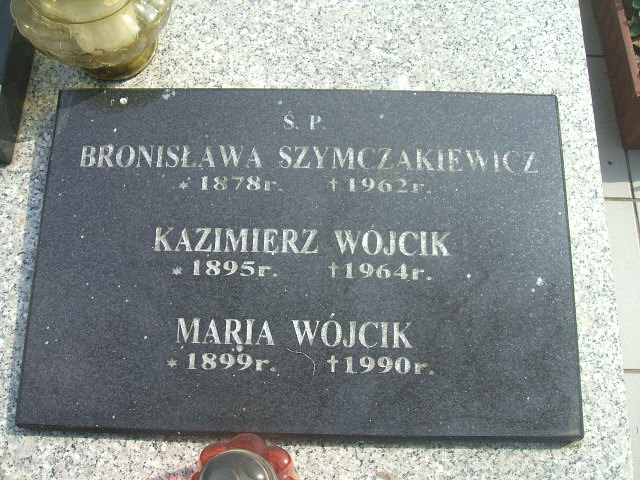 Ś. P.
BRONISŁAWA SZYMCZAKIEWICZ
* 1878r. †1962r.
KAZIMIERZ WÓJCIK
* 1895r. †1964r.
MARIA WÓJCIK
* 1899r. †1990r.